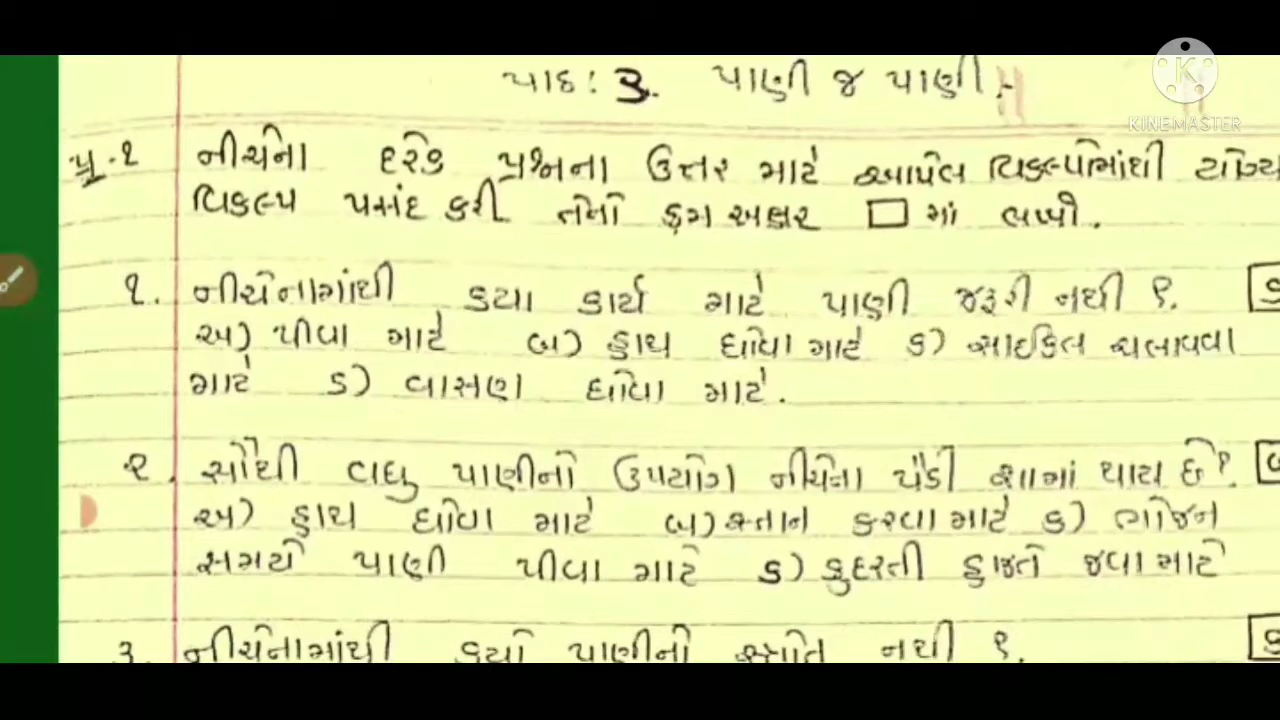 પાઠ : 3. પાણી જ પાણી :-
KINEMASTER
પ્ર.૧ નીચેના દરેક પ્રશ્નના ઉત્તર માટે આપેલ વિકલ્પોમાંથી યોગ્ય
વિકલ્પ પસંદ કરી તેનો ક્રમ અક્ષર □ માં લખો.
૧. નીચેનામાંથી કયા કાર્ય માટે પાણી જરૂરી નથી ?. ક
અ) પીવા માટે બ) હાથ ધોવા માટે ક) સાઇકલ ચલાવવા
માટે ડ) વાસણ ધોવા માટે.
૨. સૌથી વધુ પાણીનો ઉપયોગ નીચેના પૈકી શામાં થાય છે? બ
અ) હાથ ધોવા માટે બ) સ્નાન કરવા માટે ક) ભોજન
સમયે પાણી પીવા માટે ડ) કુદરતી હાજતે જવા માટે
૩. નીચેનામાંથી કયો પાણીનો સ્ત્રોત નથી ?. ક